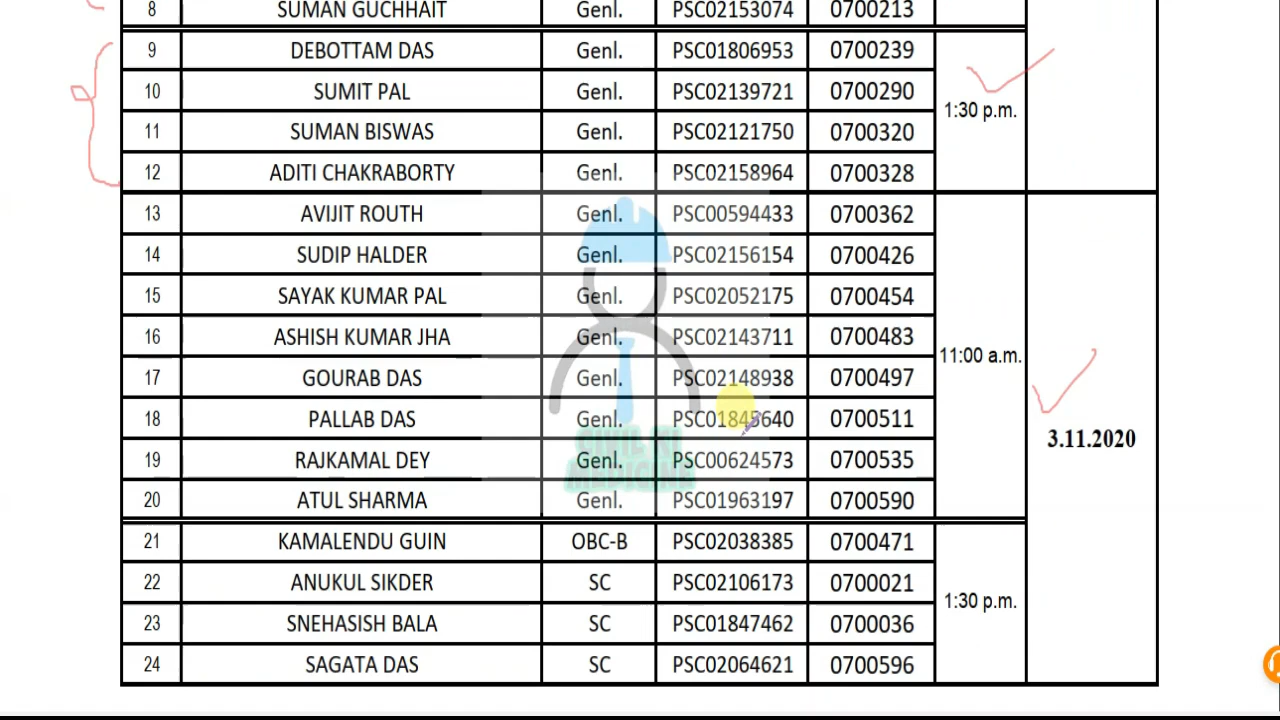 8 SUMAN GUCHHAIT Genl. PSC02153074 0700213
9 DEBOTTAM DAS Genl. PSC01806953 0700239
10 SUMIT PAL Genl. PSC02139721 0700290
1:30 p.m.
11 SUMAN BISWAS Genl. PSC02121750 0700320
12 ADITI CHAKRABORTY Genl. PSC02158964 0700328
13 AVIJIT ROUTH Genl. PSC00594433 0700362
14 SUDIP HALDER Genl. PSC02156154 0700426
15 SAYAK KUMAR PAL Genl. PSC02052175 0700454
16 ASHISH KUMAR JHA Genl. PSC02143711 0700483
11:00 a.m.
17 GOURAB DAS Genl. PSC02148938 0700497
18 PALLAB DAS Genl. PSC01845640 0700511
3.11.2020
19 RAJKAMAL DEY Genl. PSC00624573 0700535
20 ATUL SHARMA Genl. PSC01963197 0700590
CIVIL KI
MEDICINE
21 KAMALENDU GUIN OBC-B PSC02038385 0700471
22 ANUKUL SIKDER SC PSC02106173 0700021
1:30 p.m.
23 SNEHASISH BALA SC PSC01847462 0700036
24 SAGATA DAS SC PSC02064621 0700596